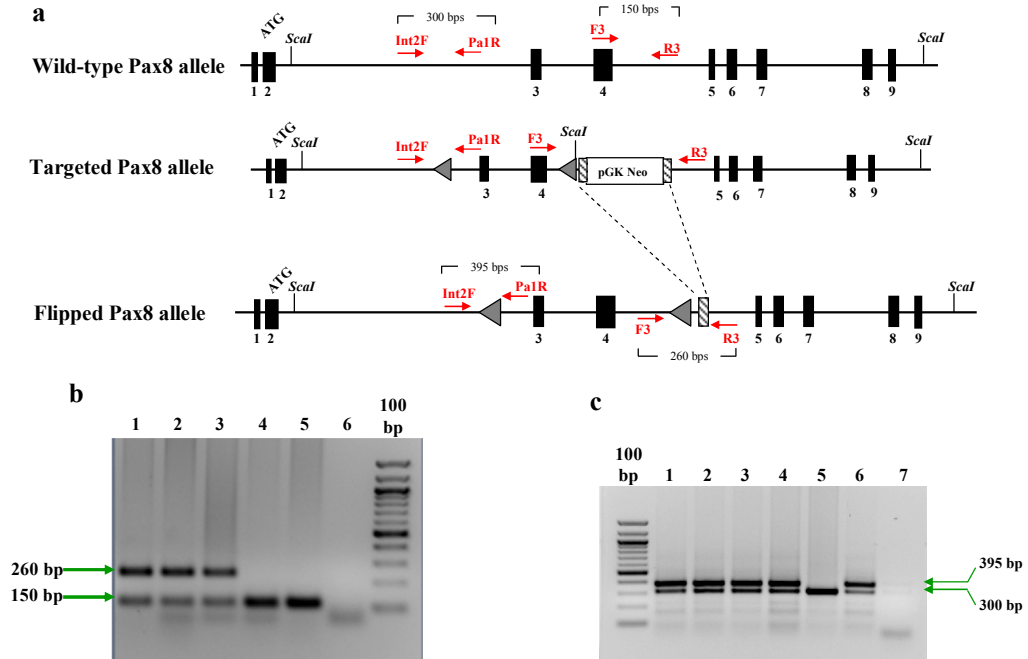 a
300 bps
150 bps
ATG
ScaI
Int2F
Pa1R
F3
R3
ScaI
Wild-type Pax8 allele
1 2 3 4 5 6 7 8 9
ATG
ScaI
Int2F
Pa1R
F3
ScaI
R3
ScaI
Targeted Pax8 allele
pGK Neo
1 2 3 4 5 6 7 8 9
395 bps
ATG
ScaI
Int2F
Pa1R
ScaI
Flipped Pax8 allele
F3
R3
1 2 3 4 5 6 7 8 9
260 bps
b
1 2 3 4 5 6
100
bp
260 bp
150 bp
c
100
bp
1 2 3 4 5 6 7
395 bp
300 bp